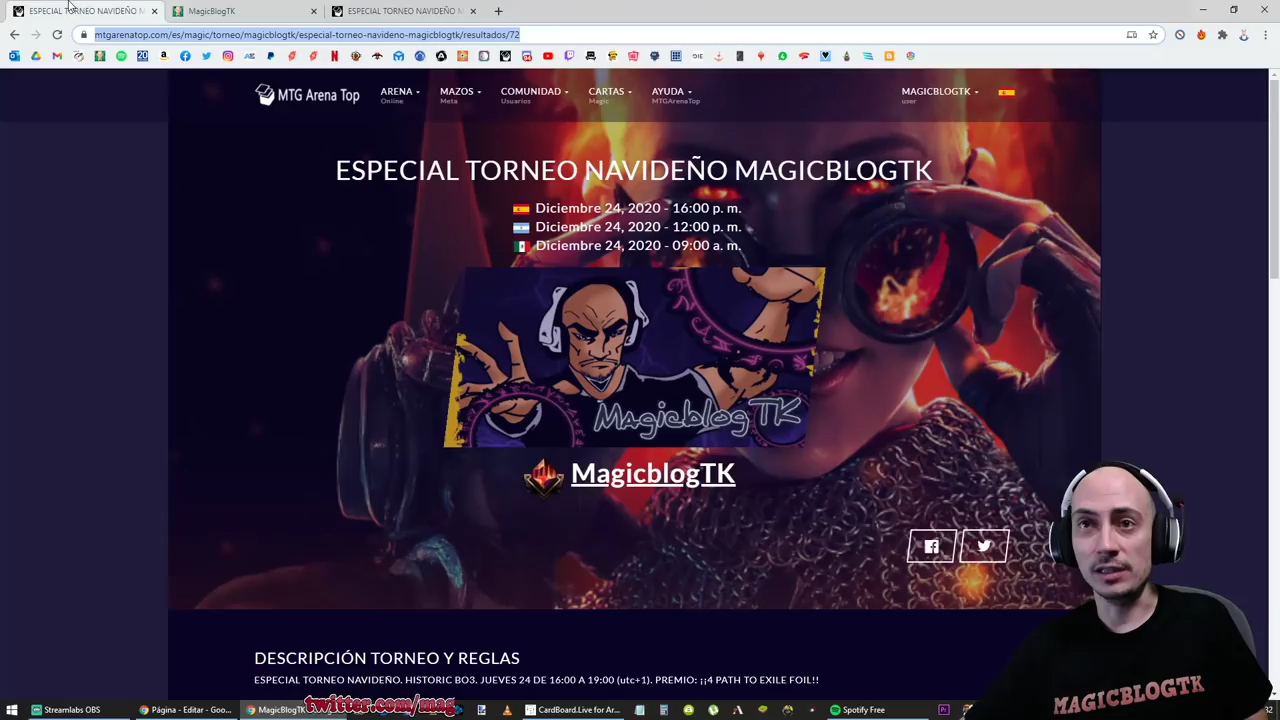 ESPECIAL TORNEO NAVIDEÑO M
MagicBlogTK
ESPECIAL TORNEO NAVIDEÑO M
mtgarenatop.com/es/magic/torneo/magicblogtk/especial-torneo-navideno-magicblogtk/resultados/72
MTG Arena Top
ARENA
Online
MAZOS
Meta
COMUNIDAD
Usuarios
CARTAS
Magic
AYUDA
MTGArenaTop
MAGICBLOGTK
user
ESPECIAL TORNEO NAVIDEÑO MAGICBLOGTK
Diciembre 24, 2020 - 16:00 p. m.
Diciembre 24, 2020 - 12:00 p. m.
Diciembre 24, 2020 - 09:00 a. m.
MagicblogTK
MagicblogTK
DESCRIPCIÓN TORNEO Y REGLAS
ESPECIAL TORNEO NAVIDEÑO. HISTORIC BO3. JUEVES 24 DE 16:00 A 19:00 (utc+1). PREMIO: ¡¡4 PATH TO EXILE FOIL!!
MAGICBLOGTK
twitter.com/mag
Streamlabs OBS
Página - Editar - Goo...
MagicBlogTK
CardBoard.Live for Ar...
Spotify Free